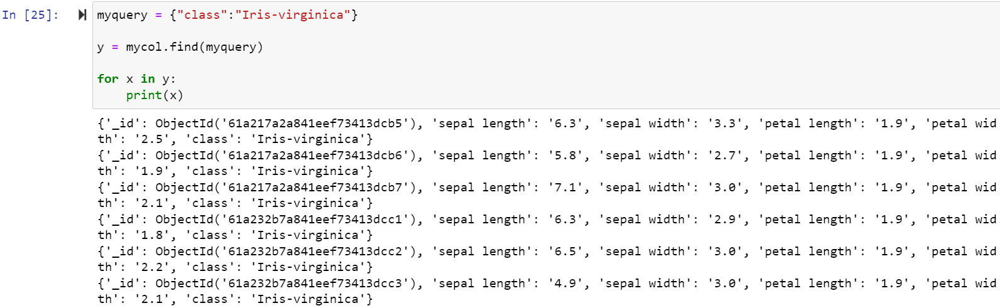 In [25]: myquery = {"class":"Iris-virginica"}
y = mycol.find(myquery)
for x in y:
print(x)
{'_id': ObjectId('61a217a2a841eef73413dcb5'), 'sepal length': '6.3', 'sepal width': '3.3', 'petal length': '1.9', 'petal wid
th': '2.5', 'class': 'Iris-virginica'}
{'_id': ObjectId('61a217a2a841eef73413dcb6'), 'sepal length': '5.8', 'sepal width': '2.7', 'petal length': '1.9', 'petal wid
th': '1.9', 'class': 'Iris-virginica'}
{'_id': ObjectId('61a217a2a841eef73413dcb7'), 'sepal length': '7.1', 'sepal width': '3.0', 'petal length': '1.9', 'petal wid
th': '2.1', 'class': 'Iris-virginica'}
{'_id': ObjectId('61a232b7a841eef73413dcc1'), 'sepal length': '6.3', 'sepal width': '2.9', 'petal length': '1.9', 'petal wid
th': '1.8', 'class': 'Iris-virginica'}
{'_id': ObjectId('61a232b7a841eef73413dcc2'), 'sepal length': '6.5', 'sepal width': '3.0', 'petal length': '1.9', 'petal wid
th': '2.2', 'class': 'Iris-virginica'}
{'_id': ObjectId('61a232b7a841eef73413dcc3'), 'sepal length': '4.9', 'sepal width': '3.0', 'petal length': '1.9', 'petal wid
th': '2.1', 'class': 'Iris-virginica'}